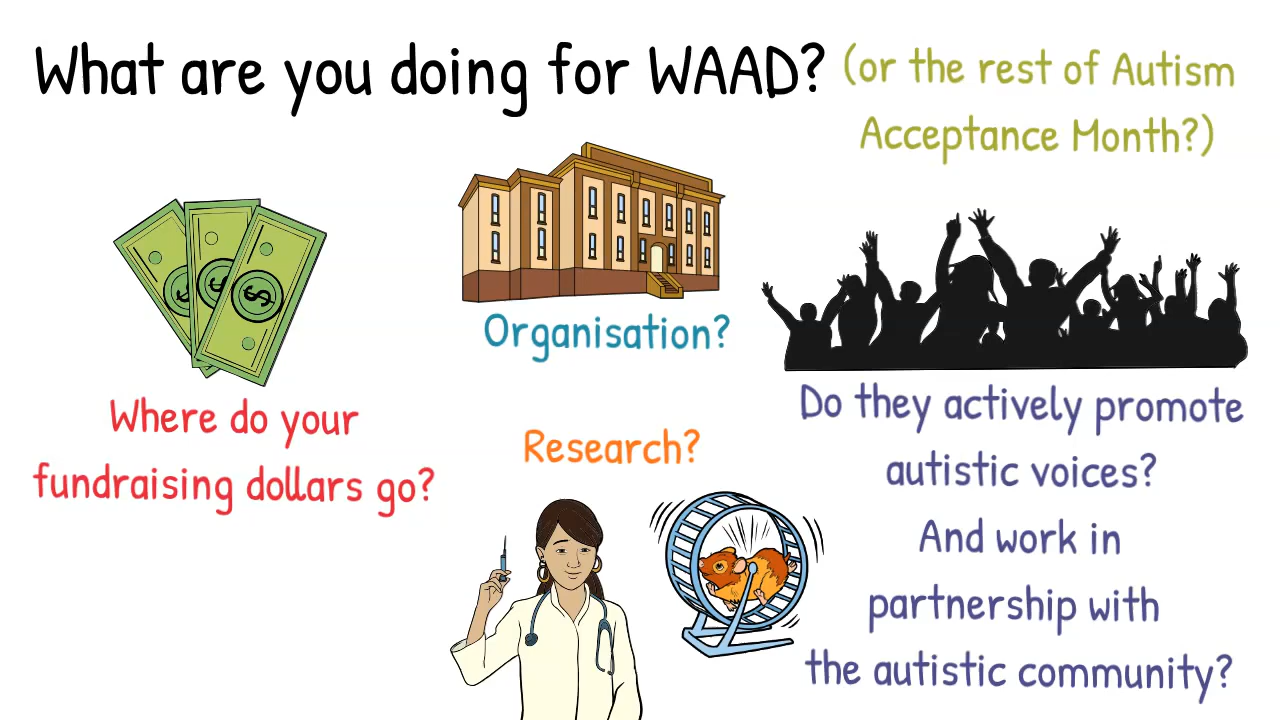 What are you doing for WAAD?
(or the rest of Autism
Acceptance Month?)
Where do your
fundraising dollars go?
Organisation?
Research?
Do they actively promote
autistic voices?
And work in
partnership with
the autistic community?